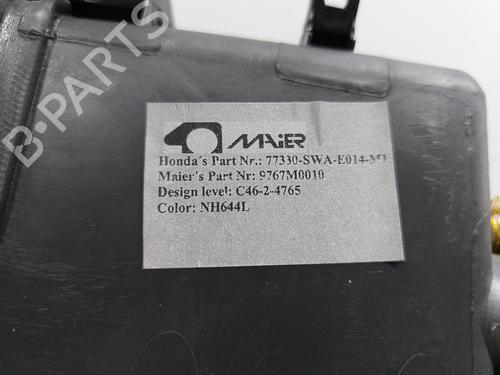 B-PARTS
MAIER
Honda´s Part Nr.: 77330-SWA-E014-M1
Maier´s Part Nr: 9767M0010
Design level: C46-2-4765
Color: NH644L